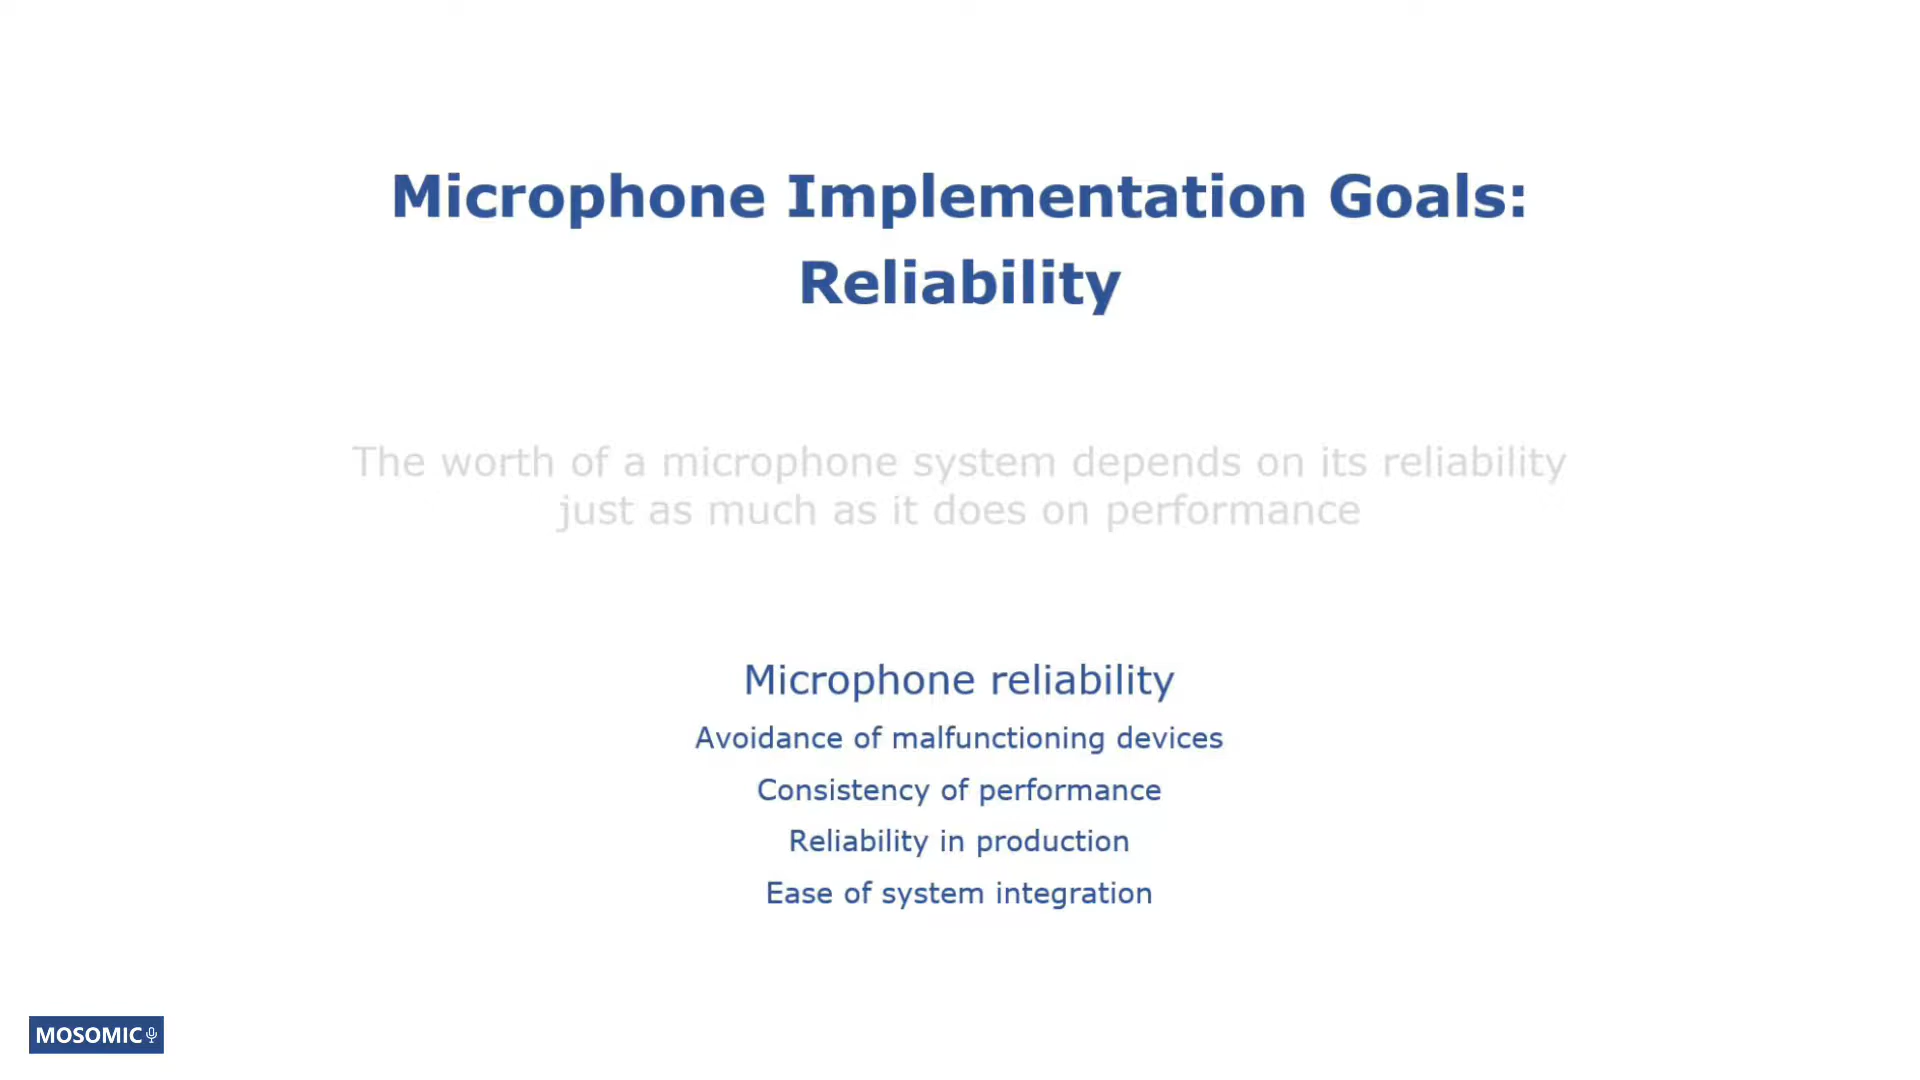 Microphone Implementation Goals:
Reliability
The worth of a microphone system depends on its reliability
just as much as it does on performance
Microphone reliability
Avoidance of malfunctioning devices
Consistency of performance
Reliability in production
Ease of system integration
MOSOMIC